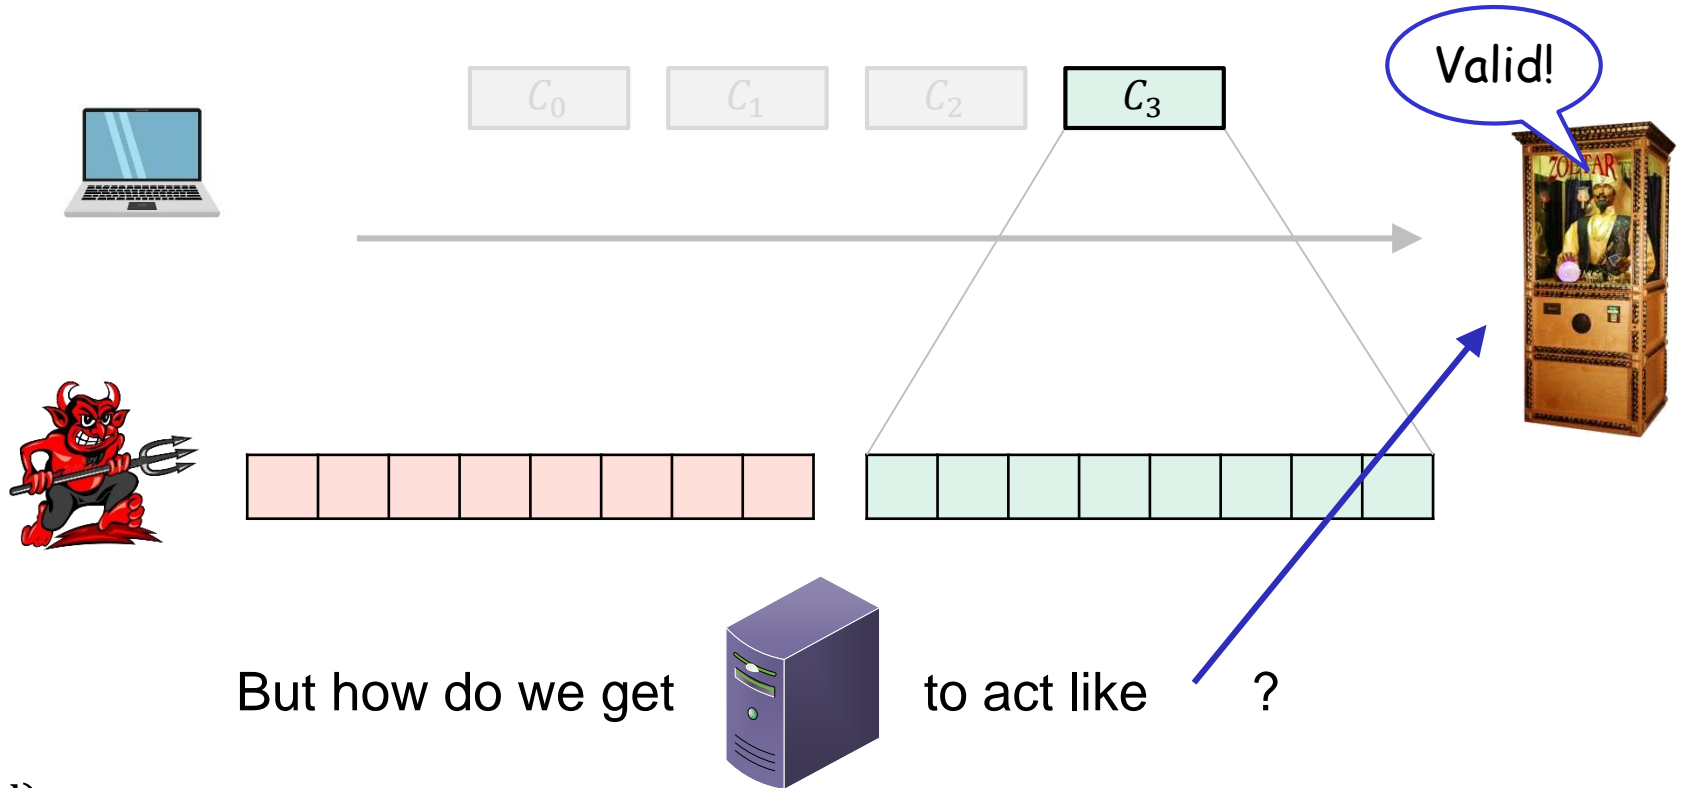 Valid!
C₀ C₁ C₂ C₃
ZOLTAR
But how do we get to act like ?